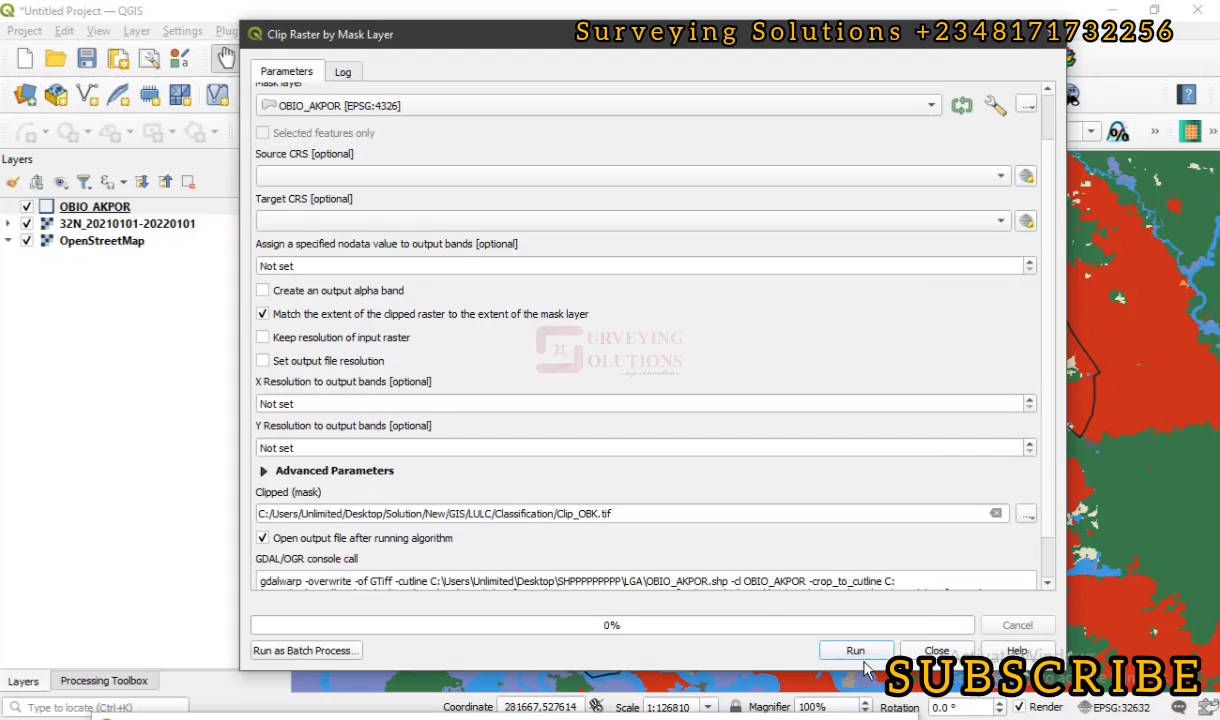 *Untitled Project — QGIS
Project Edit View Layer Settings Plug
Clip Raster by Mask Layer
Surveying Solutions +2348171732256
Parameters Log
Mask layer
OBIO_AKPOR [EPSG:4326]
Selected features only
Source CRS [optional]
Target CRS [optional]
Assign a specified nodata value to output bands [optional]
Not set
Create an output alpha band
Match the extent of the clipped raster to the extent of the mask layer
Keep resolution of input raster
Set output file resolution
X Resolution to output bands [optional]
Not set
Y Resolution to output bands [optional]
Not set
Advanced Parameters
Clipped (mask)
C:/Users/Unlimited/Desktop/Solution/New/GIS/LULC/Classification/Clip_OBK.tif
Open output file after running algorithm
GDAL/OGR console call
gdalwarp -overwrite -of GTiff -cutline C:\Users\Unlimited\Desktop\SHPPPPPPPPP\LGA\OBIO_AKPOR.shp -cl OBIO_AKPOR -crop_to_cutline C:
0%
Cancel
Run as Batch Process...
Run Close Help
Layers
OBIO_AKPOR
32N_20210101-20220101
OpenStreetMap
SURVEYING
SOLUTIONS
SUBSCRIBE
Layers Processing Toolbox
Type to locate (Ctrl+K)
Coordinate 281667,527614 Scale 1:126810 Magnifier 100% Rotation 0.0 ° Render EPSG:32632